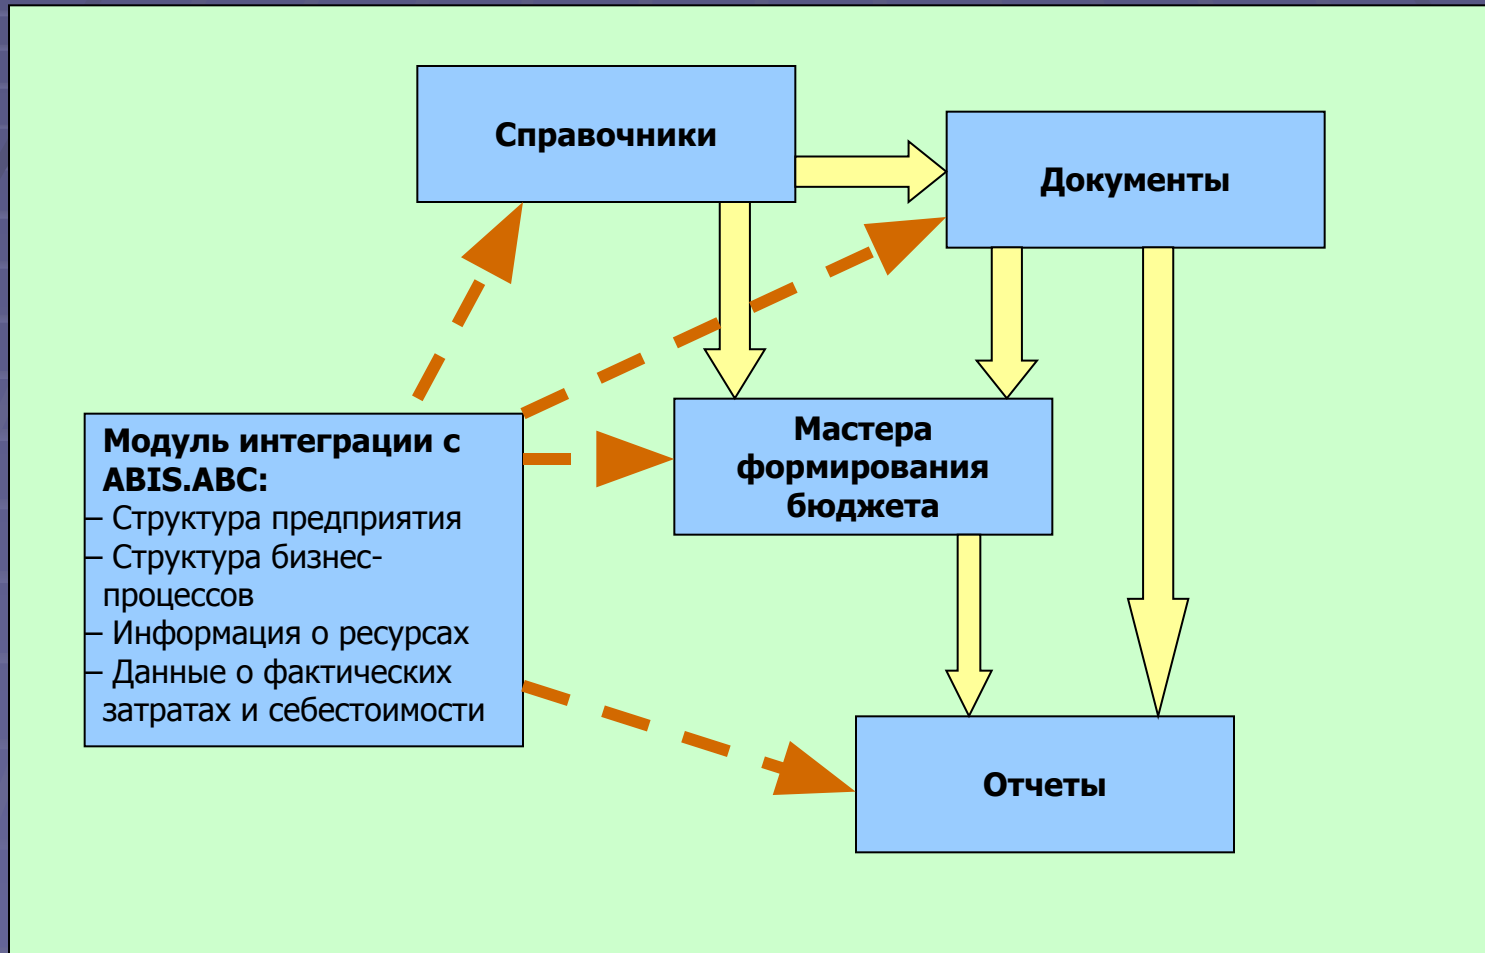 Справочники
Документы
Мастера
формирования
бюджета
Модуль интеграции с
ABIS.ABC:
– Структура предприятия
– Структура бизнес-
процессов
– Информация о ресурсах
– Данные о фактических
затратах и себестоимости
Отчеты